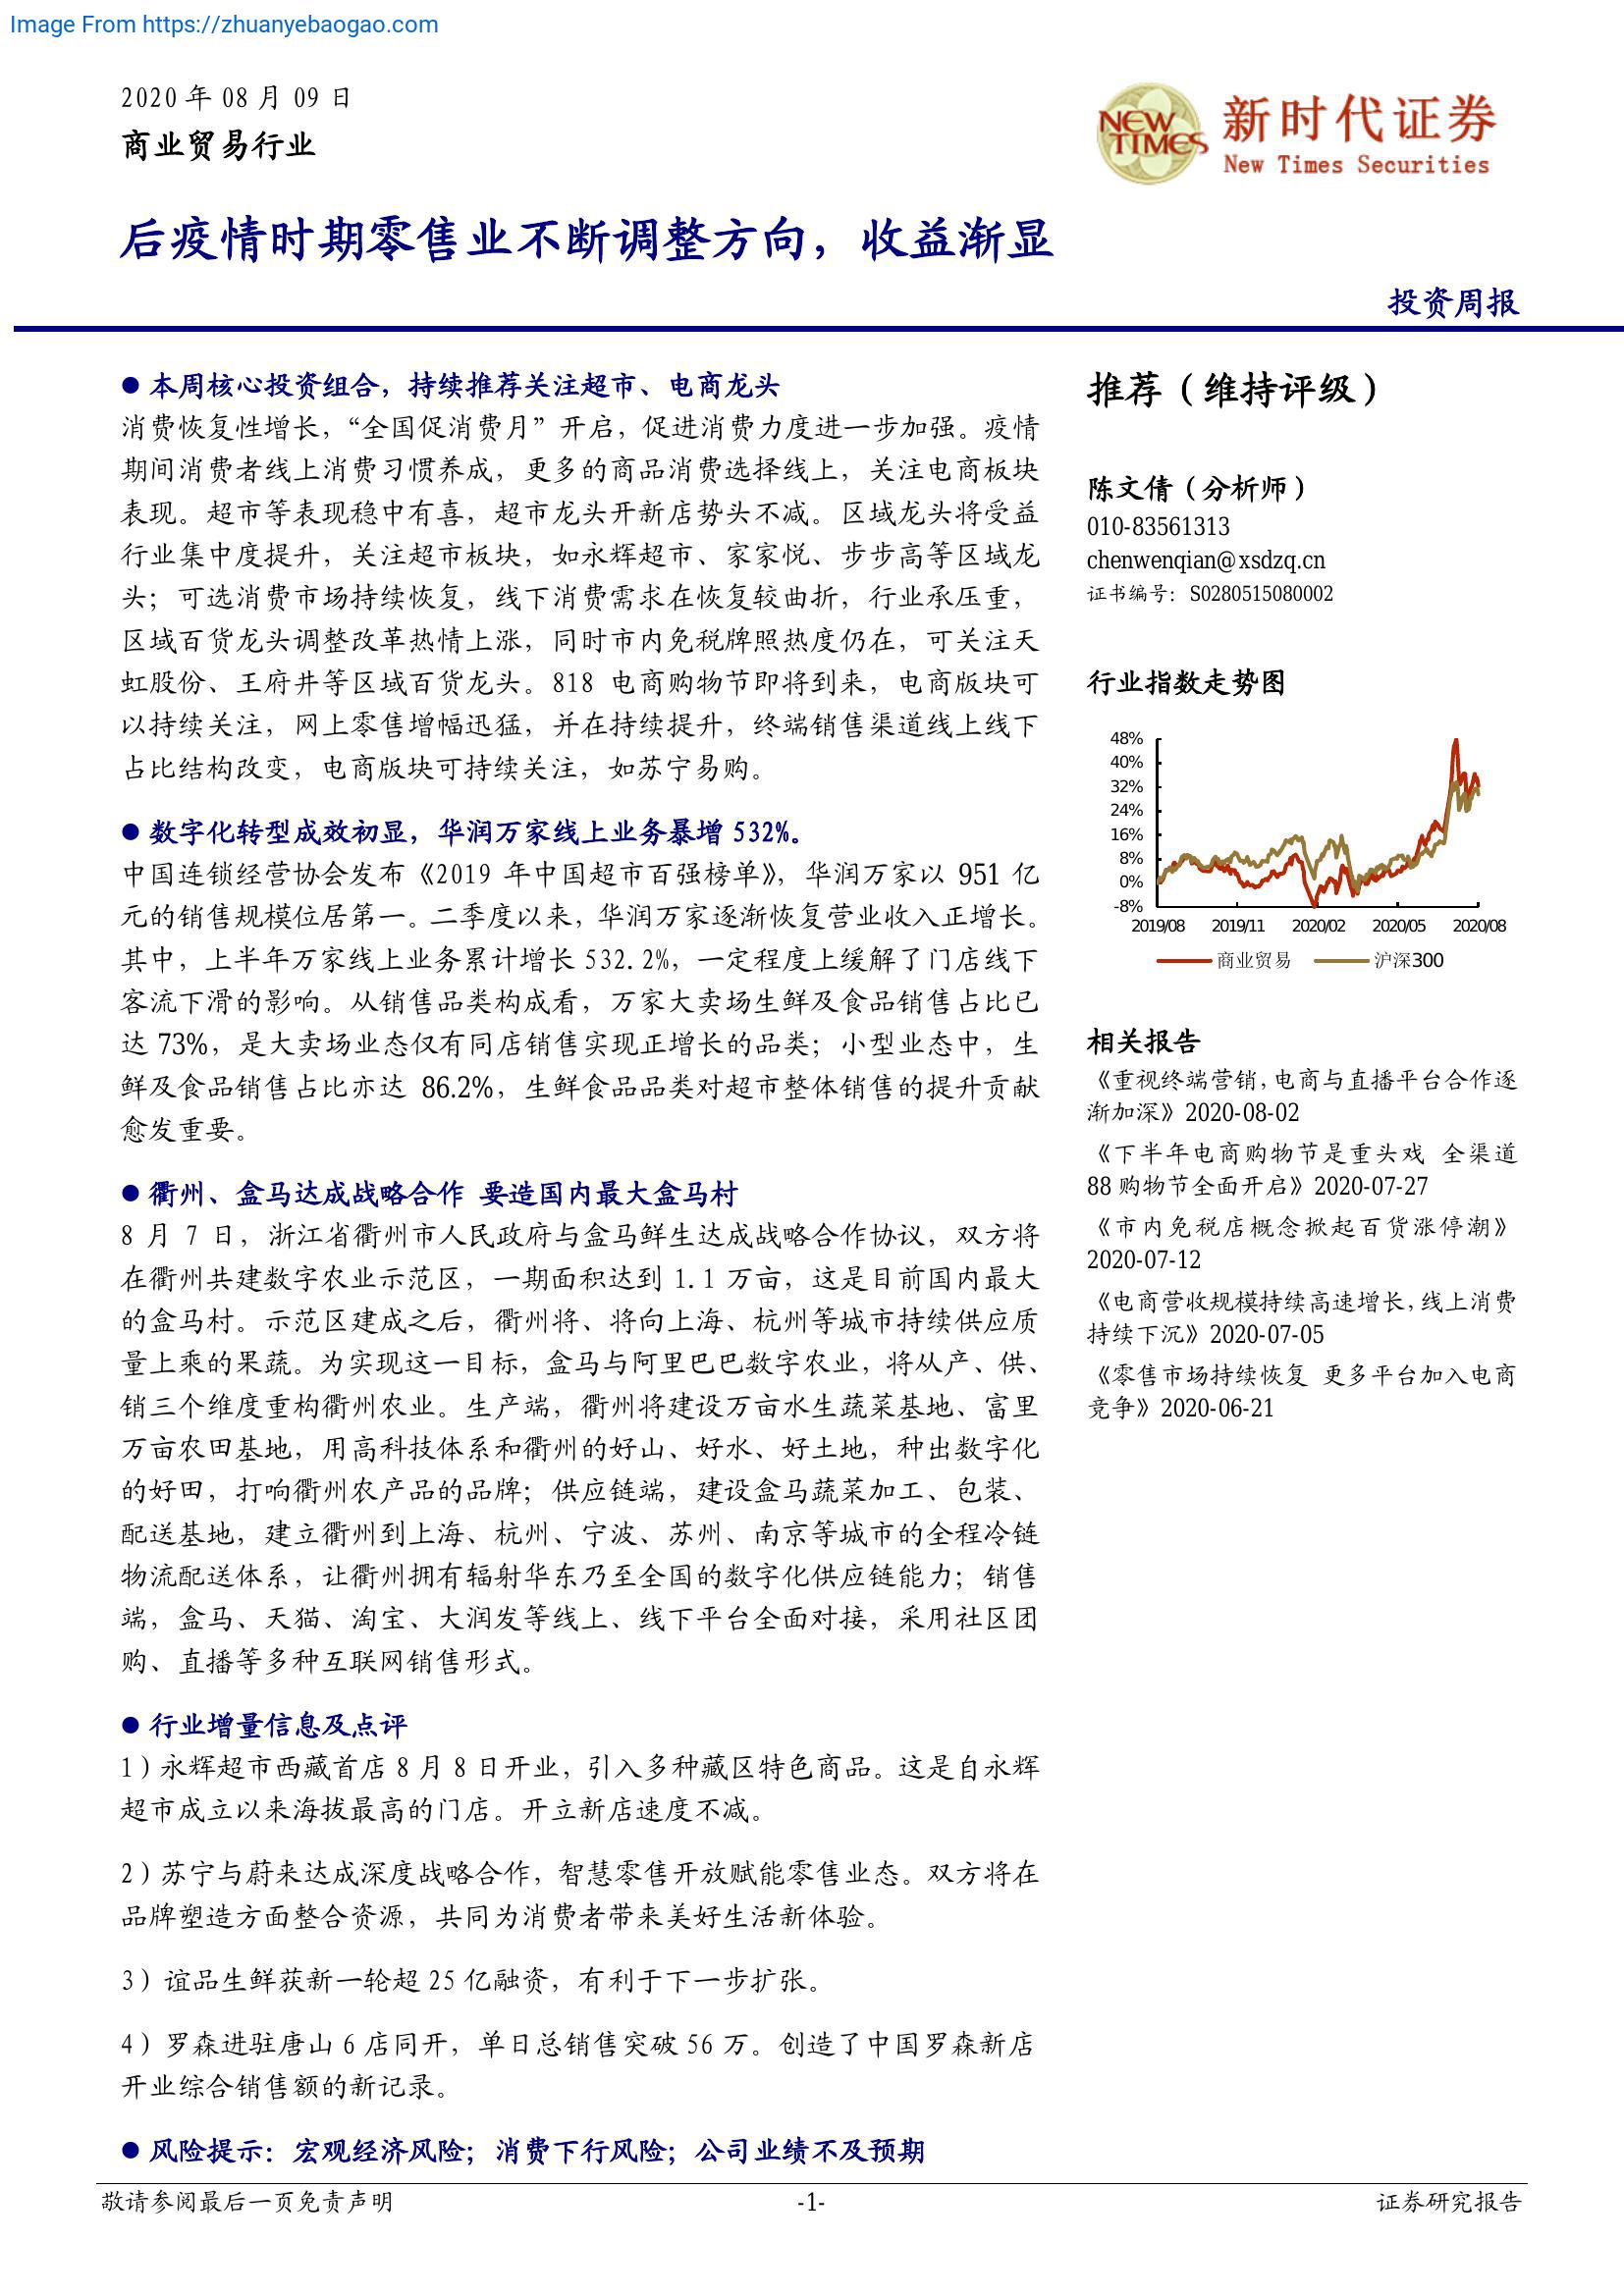 Image From https://zhuanyebaogao.com
2020 年 08 月 09 日
商业贸易行业
NEW TIMES
新时代证券
New Times Securities
后疫情时期零售业不断调整方向，收益渐显
投资周报
● 本周核心投资组合，持续推荐关注超市、电商龙头
消费恢复性增长，“全国促消费月”开启，促进消费力度进一步加强。疫情
期间消费者线上消费习惯养成，更多的商品消费选择线上，关注电商板块
表现。超市等表现稳中有喜，超市龙头开新店势头不减。区域龙头将受益
行业集中度提升，关注超市板块，如永辉超市、家家悦、步步高等区域龙
头；可选消费市场持续恢复，线下消费需求在恢复较曲折，行业承压重，
区域百货龙头调整改革热情上涨，同时市内免税牌照热度仍在，可关注天
虹股份、王府井等区域百货龙头。818 电商购物节即将到来，电商版块可
以持续关注，网上零售增幅迅猛，并在持续提升，终端销售渠道线上线下
占比结构改变，电商版块可持续关注，如苏宁易购。
● 数字化转型成效初显，华润万家线上业务暴增 532%。
中国连锁经营协会发布《2019 年中国超市百强榜单》，华润万家以 951 亿
元的销售规模位居第一。二季度以来，华润万家逐渐恢复营业收入正增长。
其中，上半年万家线上业务累计增长 532.2%，一定程度上缓解了门店线下
客流下滑的影响。从销售品类构成看，万家大卖场生鲜及食品销售占比已
达 73%，是大卖场业态仅有同店销售实现正增长的品类；小型业态中，生
鲜及食品销售占比亦达 86.2%，生鲜食品品类对超市整体销售的提升贡献
愈发重要。
● 衢州、盒马达成战略合作 要造国内最大盒马村
8 月 7 日，浙江省衢州市人民政府与盒马鲜生达成战略合作协议，双方将
在衢州共建数字农业示范区，一期面积达到 1.1 万亩，这是目前国内最大
的盒马村。示范区建成之后，衢州将、将向上海、杭州等城市持续供应质
量上乘的果蔬。为实现这一目标，盒马与阿里巴巴数字农业，将从产、供、
销三个维度重构衢州农业。生产端，衢州将建设万亩水生蔬菜基地、富里
万亩农田基地，用高科技体系和衢州的好山、好水、好土地，种出数字化
的好田，打响衢州农产品的品牌；供应链端，建设盒马蔬菜加工、包装、
配送基地，建立衢州到上海、杭州、宁波、苏州、南京等城市的全程冷链
物流配送体系，让衢州拥有辐射华东乃至全国的数字化供应链能力；销售
端，盒马、天猫、淘宝、大润发等线上、线下平台全面对接，采用社区团
购、直播等多种互联网销售形式。
● 行业增量信息及点评
1）永辉超市西藏首店 8 月 8 日开业，引入多种藏区特色商品。这是自永辉
超市成立以来海拔最高的门店。开立新店速度不减。
2）苏宁与蔚来达成深度战略合作，智慧零售开放赋能零售业态。双方将在
品牌塑造方面整合资源，共同为消费者带来美好生活新体验。
3）谊品生鲜获新一轮超 25 亿融资，有利于下一步扩张。
4）罗森进驻唐山 6 店同开，单日总销售突破 56 万。创造了中国罗森新店
开业综合销售额的新记录。
● 风险提示：宏观经济风险；消费下行风险；公司业绩不及预期
推荐（维持评级）
陈文倩（分析师）
010-83561313
chenwenqian@xsdzq.cn
证书编号：S0280515080002
行业指数走势图
48%
40%
32%
24%
16%
8%
0%
-8%
2019/08 2019/11 2020/02 2020/05 2020/08
商业贸易 沪深300
相关报告
《重视终端营销，电商与直播平台合作逐
渐加深》2020-08-02
《下半年电商购物节是重头戏 全渠道
88 购物节全面开启》2020-07-27
《市内免税店概念掀起百货涨停潮》
2020-07-12
《电商营收规模持续高速增长，线上消费
持续下沉》2020-07-05
《零售市场持续恢复 更多平台加入电商
竞争》2020-06-21
敬请参阅最后一页免责声明 -1- 证券研究报告